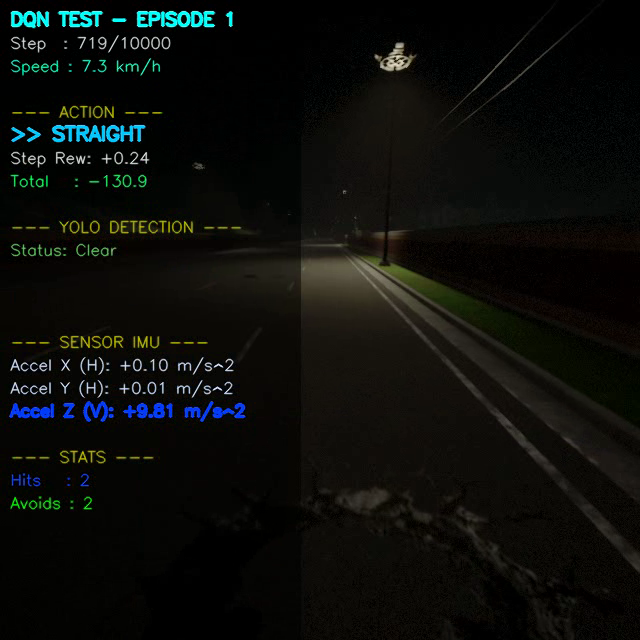 DQN TEST - EPISODE 1
Step : 719/10000
Speed : 7.3 km/h
--- ACTION ---
>> STRAIGHT
Step Rew: +0.24
Total : -130.9
--- YOLO DETECTION ---
Status: Clear
--- SENSOR IMU ---
Accel X (H): +0.10 m/s^2
Accel Y (H): +0.01 m/s^2
Accel Z (V): +9.81 m/s^2
--- STATS ---
Hits : 2
Avoids : 2